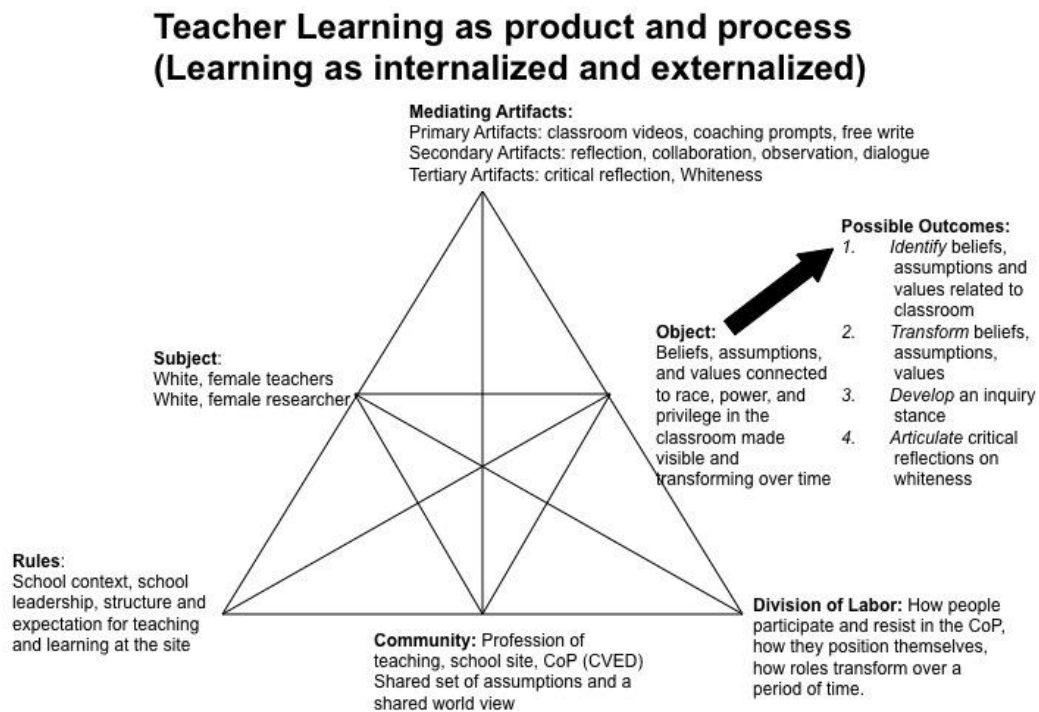 Teacher Learning as product and process
(Learning as internalized and externalized)
Mediating Artifacts:
Primary Artifacts: classroom videos, coaching prompts, free write
Secondary Artifacts: reflection, collaboration, observation, dialogue
Tertiary Artifacts: critical reflection, Whiteness
Possible Outcomes:
1. Identify beliefs,
assumptions and
values related to
classroom
2. Transform beliefs,
assumptions,
values
3. Develop an inquiry
stance
4. Articulate critical
reflections on
whiteness
Object:
Beliefs, assumptions,
and values connected
to race, power, and
privilege in the
classroom made
visible and
transforming over time
Subject:
White, female teachers
White, female researcher
Rules:
School context, school
leadership, structure and
expectation for teaching
and learning at the site
Community: Profession of
teaching, school site, CoP (CVED)
Shared set of assumptions and a
shared world view
Division of Labor: How people
participate and resist in the CoP,
how they position themselves,
how roles transform over a
period of time.